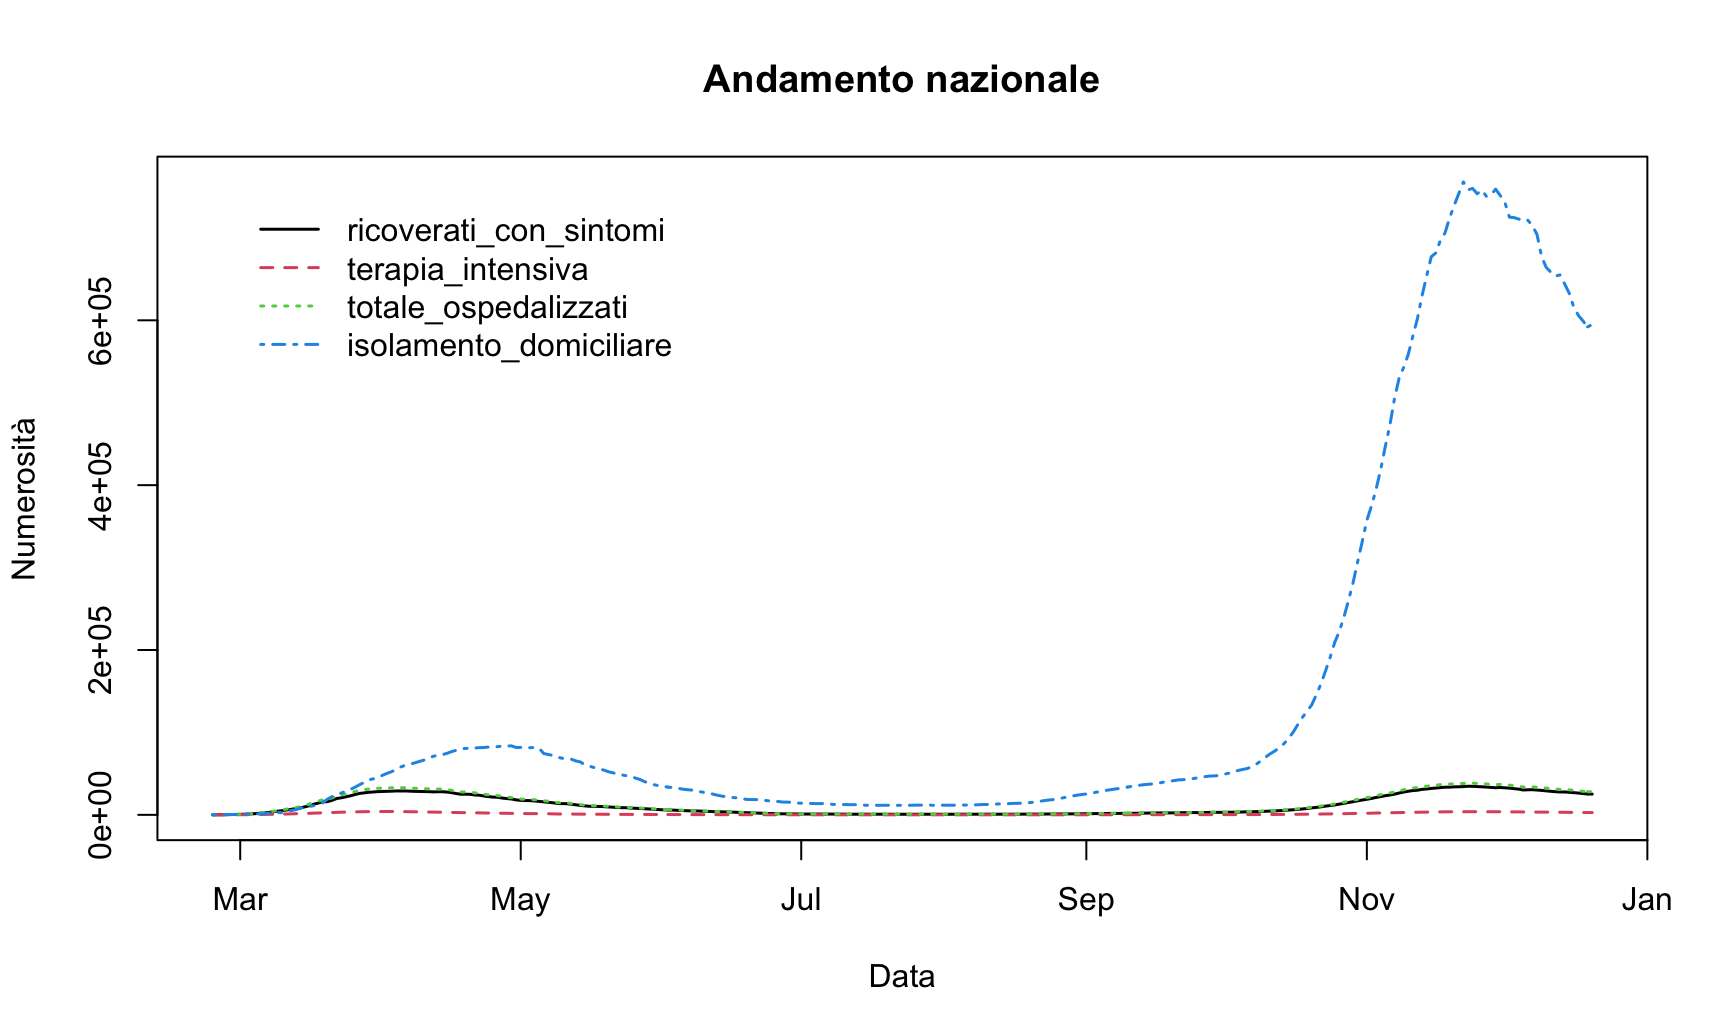 Andamento nazionale
ricoverati_con_sintomi
terapia_intensiva
totale_ospedalizzati
isolamento_domiciliare
Numerosità
6e+05
4e+05
2e+05
0e+00
Mar May Jul Sep Nov Jan
Data